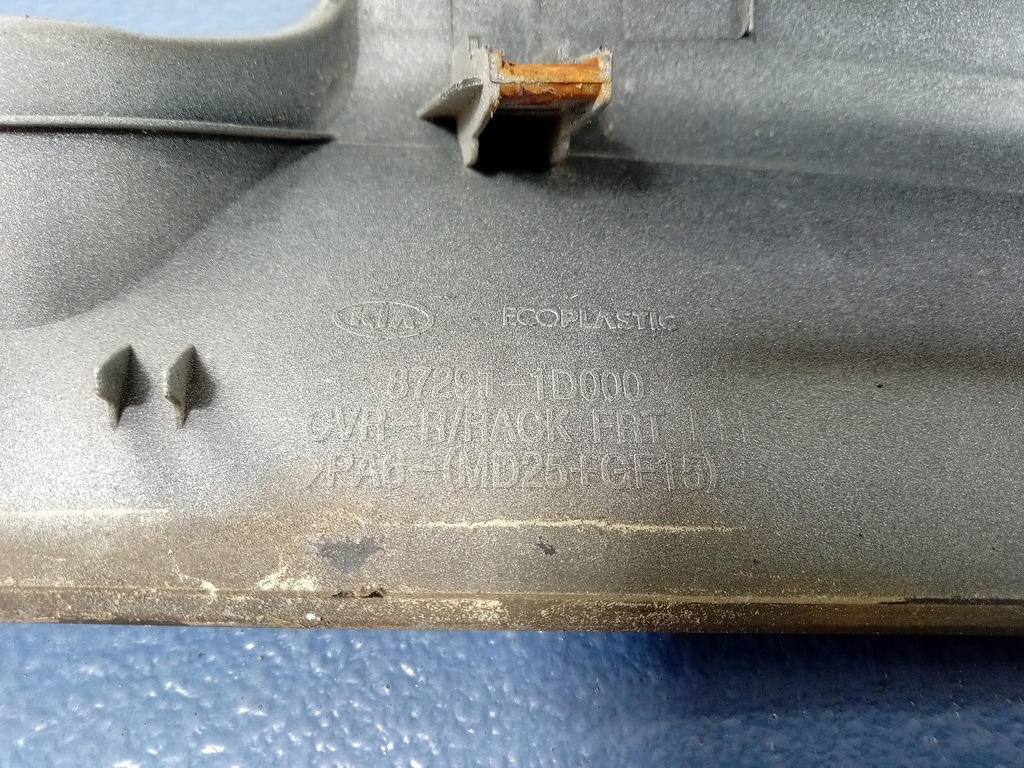 KIA ECOPLASTIC
87291-1D000
CVR-R/RACK FRT LH
>PA6-(MD25+GF15)